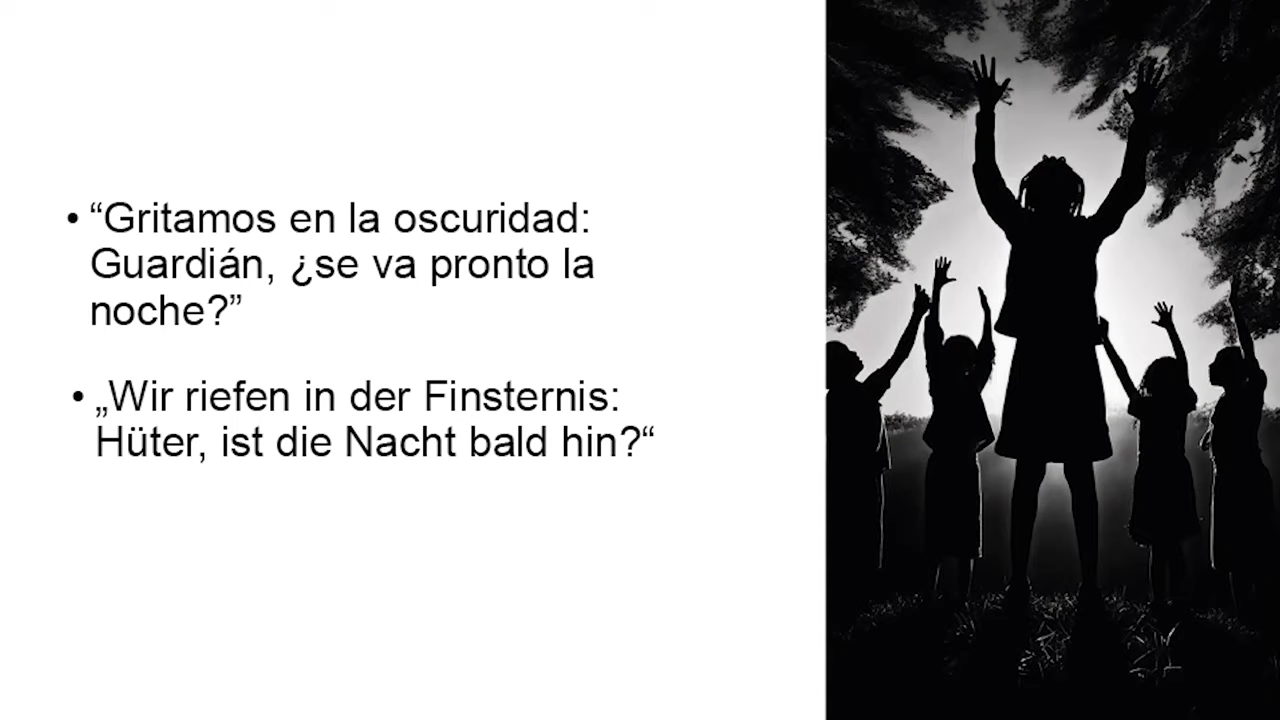 • “Gritamos en la oscuridad:
Guardián, ¿se va pronto la
noche?”
• „Wir riefen in der Finsternis:
Hüter, ist die Nacht bald hin?“